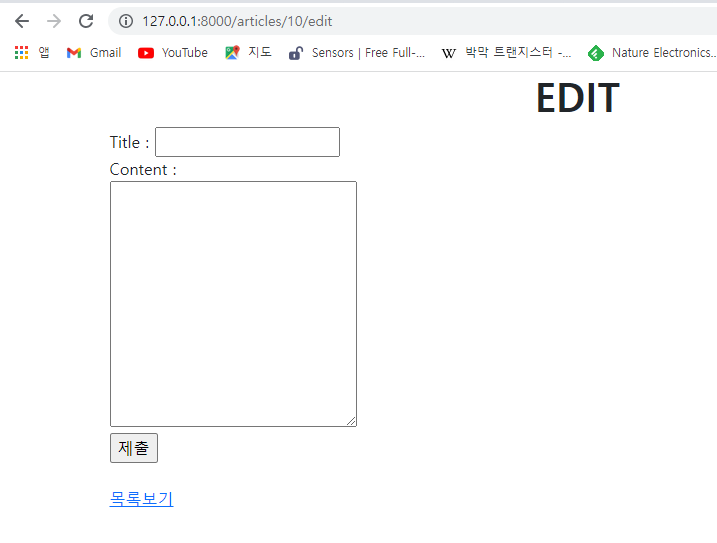 127.0.0.1:8000/articles/10/edit
앱 Gmail YouTube 지도 Sensors | Free Full-... 박막 트랜지스터 -... Nature Electronics...
EDIT
Title :
Content :
제출
목록보기